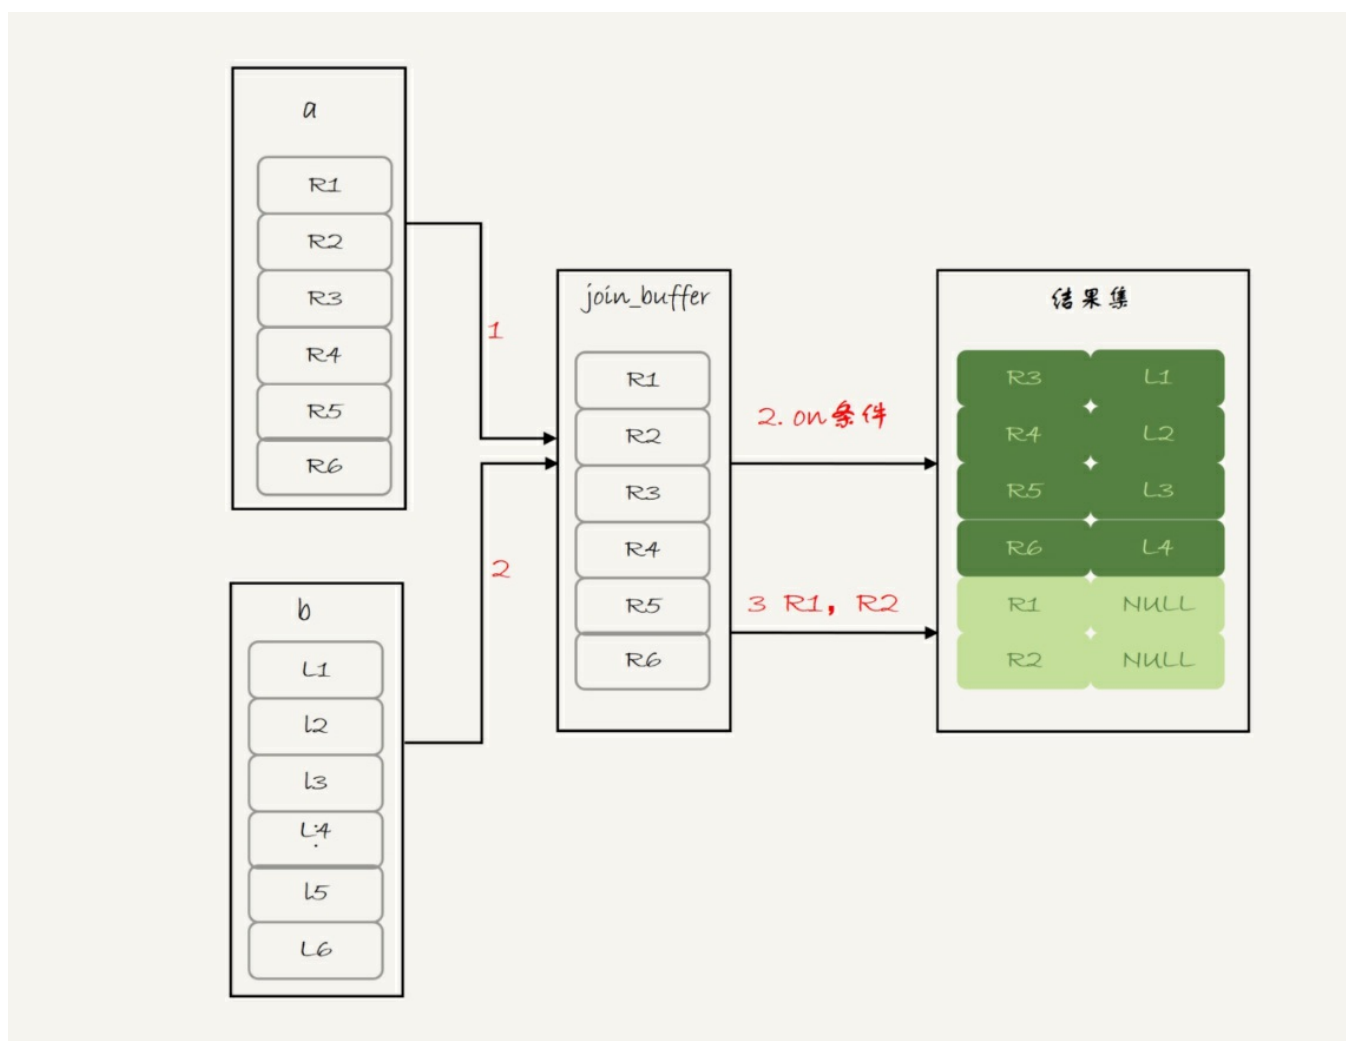 a
R1
R2
R3
R4
R5
R6
1
b
L1
l2
l3
L4
l5
L6
2
join_buffer
R1
R2
R3
R4
R5
R6
2. on条件
3 R1, R2
结果集
R3 L1
R4 L2
R5 L3
R6 L4
R1 NULL
R2 NULL